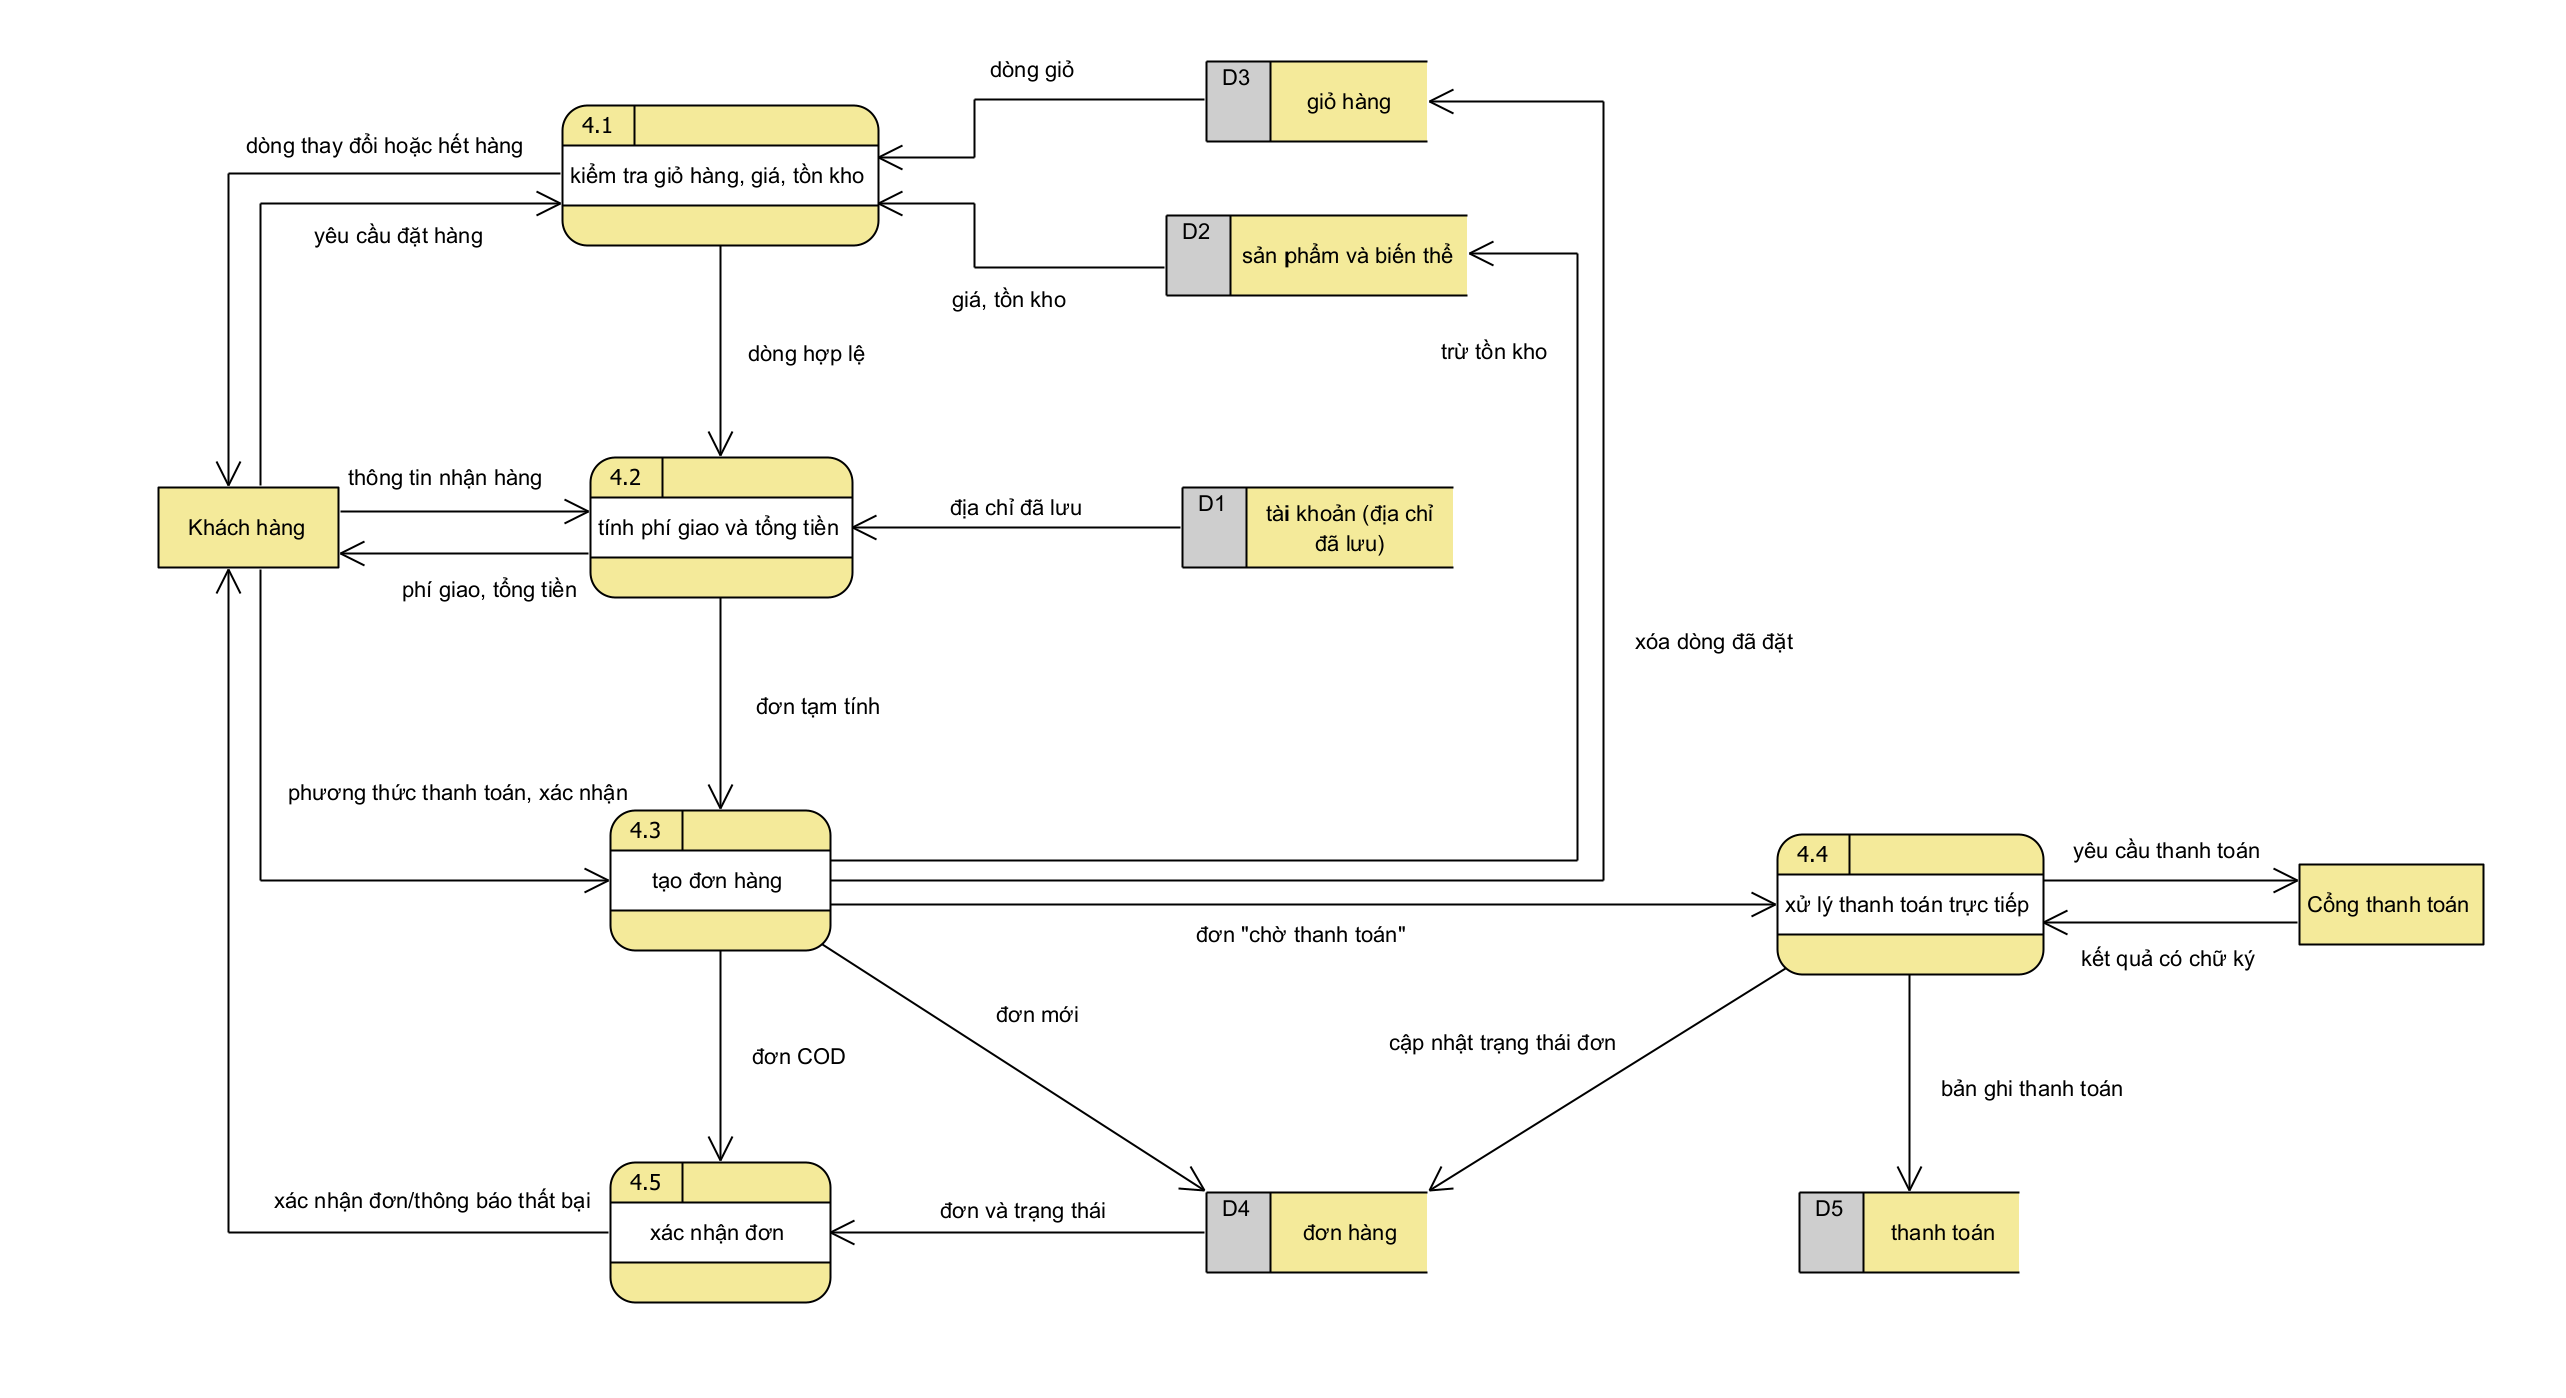 dòng giỏ
D3
giỏ hàng
4.1
dòng thay đổi hoặc hết hàng
kiểm tra giỏ hàng, giá, tồn kho
yêu cầu đặt hàng
D2
sản phẩm và biến thể
giá, tồn kho
dòng hợp lệ
trừ tồn kho
thông tin nhận hàng
4.2
Khách hàng
tính phí giao và tổng tiền
địa chỉ đã lưu
D1
tài khoản (địa chỉ
đã lưu)
phí giao, tổng tiền
xóa dòng đã đặt
đơn tạm tính
phương thức thanh toán, xác nhận
4.3
tạo đơn hàng
4.4
yêu cầu thanh toán
xử lý thanh toán trực tiếp
Cổng thanh toán
đơn "chờ thanh toán"
kết quả có chữ ký
đơn mới
cập nhật trạng thái đơn
đơn COD
bản ghi thanh toán
4.5
xác nhận đơn/thông báo thất bại
xác nhận đơn
đơn và trạng thái
D4
đơn hàng
D5
thanh toán